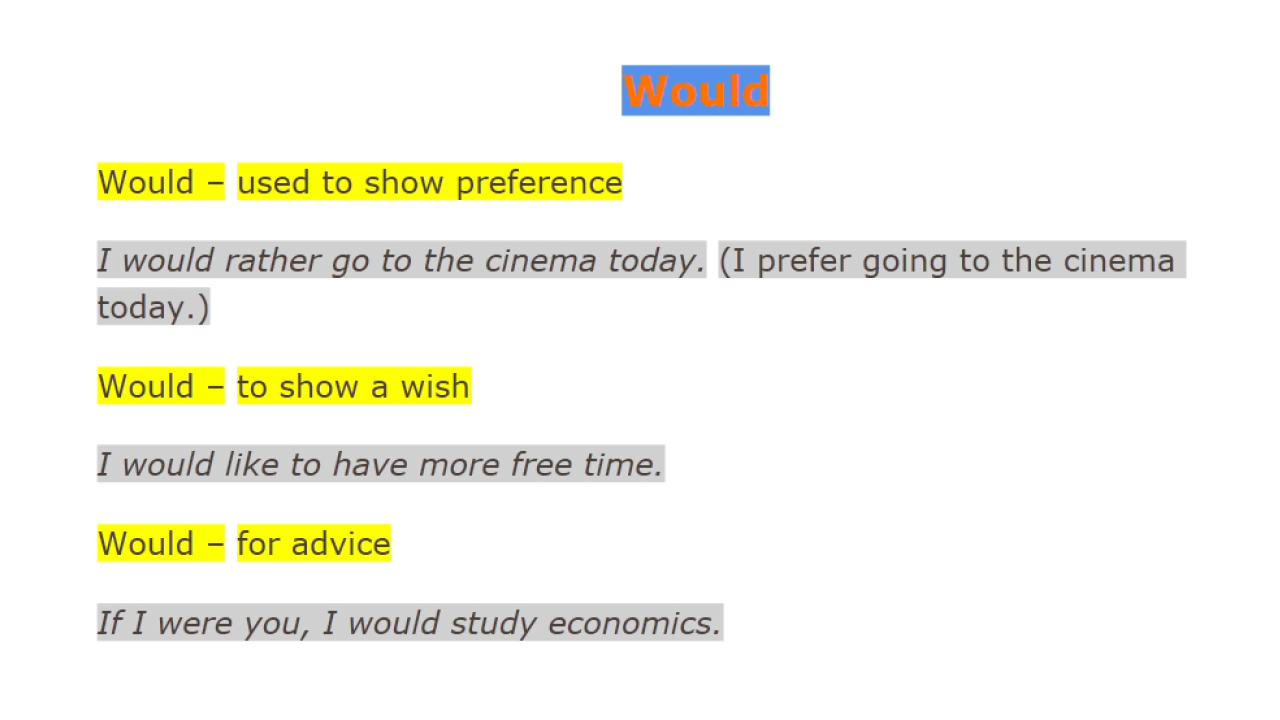 Would
Would – used to show preference
I would rather go to the cinema today. (I prefer going to the cinema
today.)
Would – to show a wish
I would like to have more free time.
Would – for advice
If I were you, I would study economics.